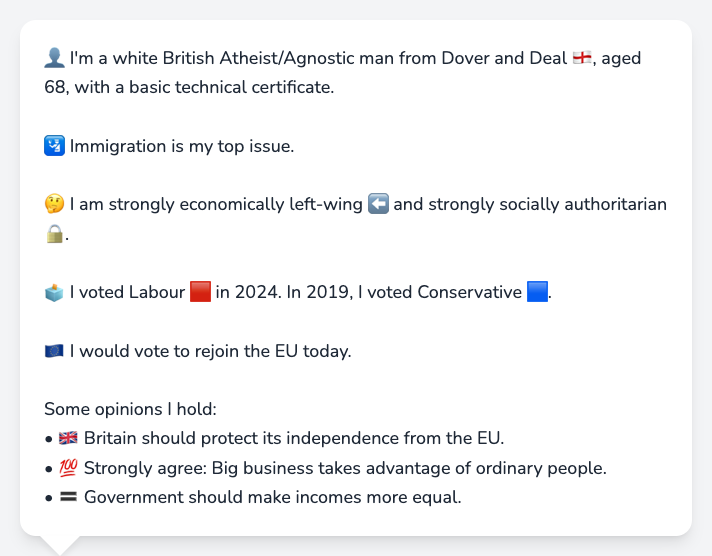 👤 I'm a white British Atheist/Agnostic man from Dover and Deal 🏴󠁧󠁢󠁥󠁮󠁧󠁿, aged
68, with a basic technical certificate.
🛂 Immigration is my top issue.
🤔 I am strongly economically left-wing ⬅️ and strongly socially authoritarian
🔒.
🗳️ I voted Labour 🟥 in 2024. In 2019, I voted Conservative 🟦.
🇪🇺 I would vote to rejoin the EU today.
Some opinions I hold:
• 🇬🇧 Britain should protect its independence from the EU.
• 💯 Strongly agree: Big business takes advantage of ordinary people.
• 🟰 Government should make incomes more equal.